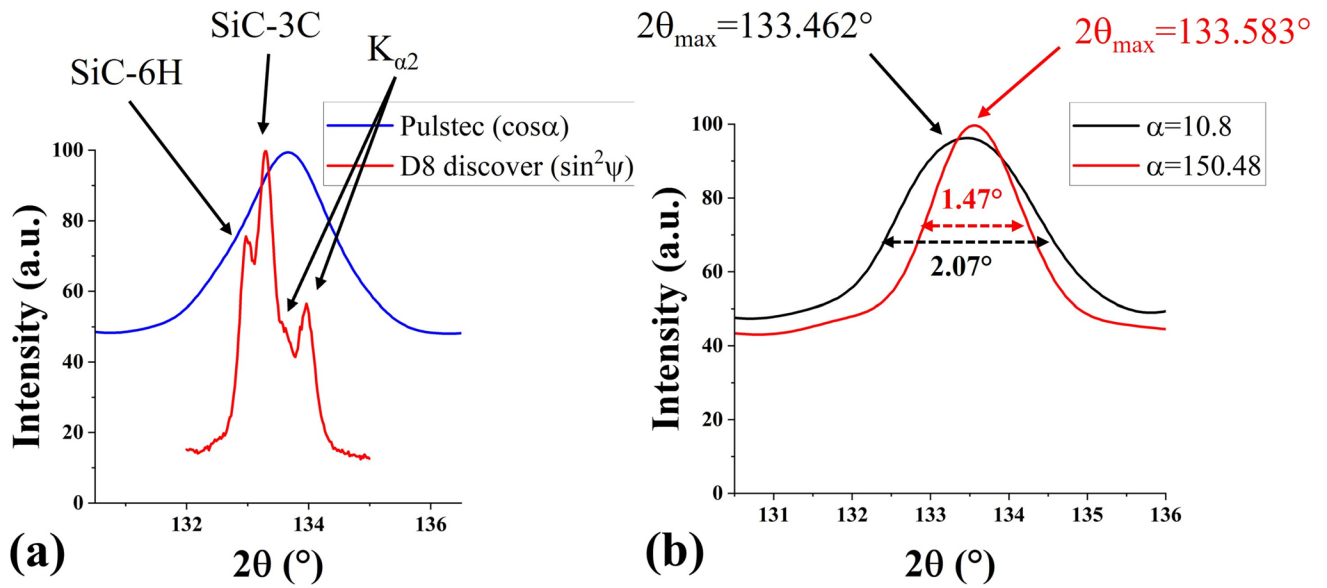 SiC-3C
SiC-6H
Kα2
Pulstec (cosα)
D8 discover (sin²ψ)
Intensity (a.u.)
100
80
60
40
20
0
132
134
136
2θ (°)
(a)
2θmax=133.462°
2θmax=133.583°
α=10.8
α=150.48
1.47°
2.07°
Intensity (a.u.)
100
80
60
40
20
0
131
132
133
134
135
136
2θ (°)
(b)